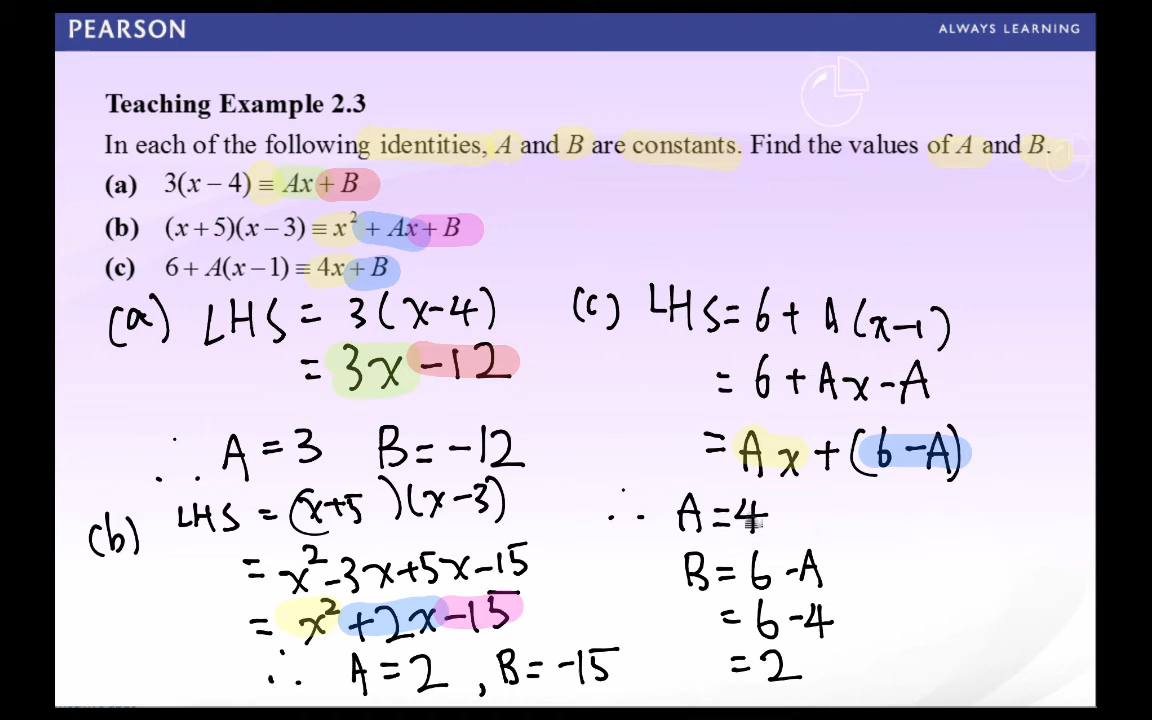 PEARSON
ALWAYS LEARNING
Teaching Example 2.3
In each of the following identities, A and B are constants. Find the values of A and B.
(a) 3(x – 4) ≡ Ax + B
(b) (x + 5)(x – 3) ≡ x² + Ax + B
(c) 6 + A(x – 1) ≡ 4x + B
(a) LHS = 3(x-4)
= 3x -12
∴ A = 3 B = -12
(b) LHS = (x+5)(x-3)
= x² -3x+5x-15
= x² +2x -15
∴ A = 2, B = -15
(c) LHS = 6 + A(x-1)
= 6 + Ax - A
= Ax + (6 -A)
∴ A = 4
B = 6 -A
= 6 -4
= 2